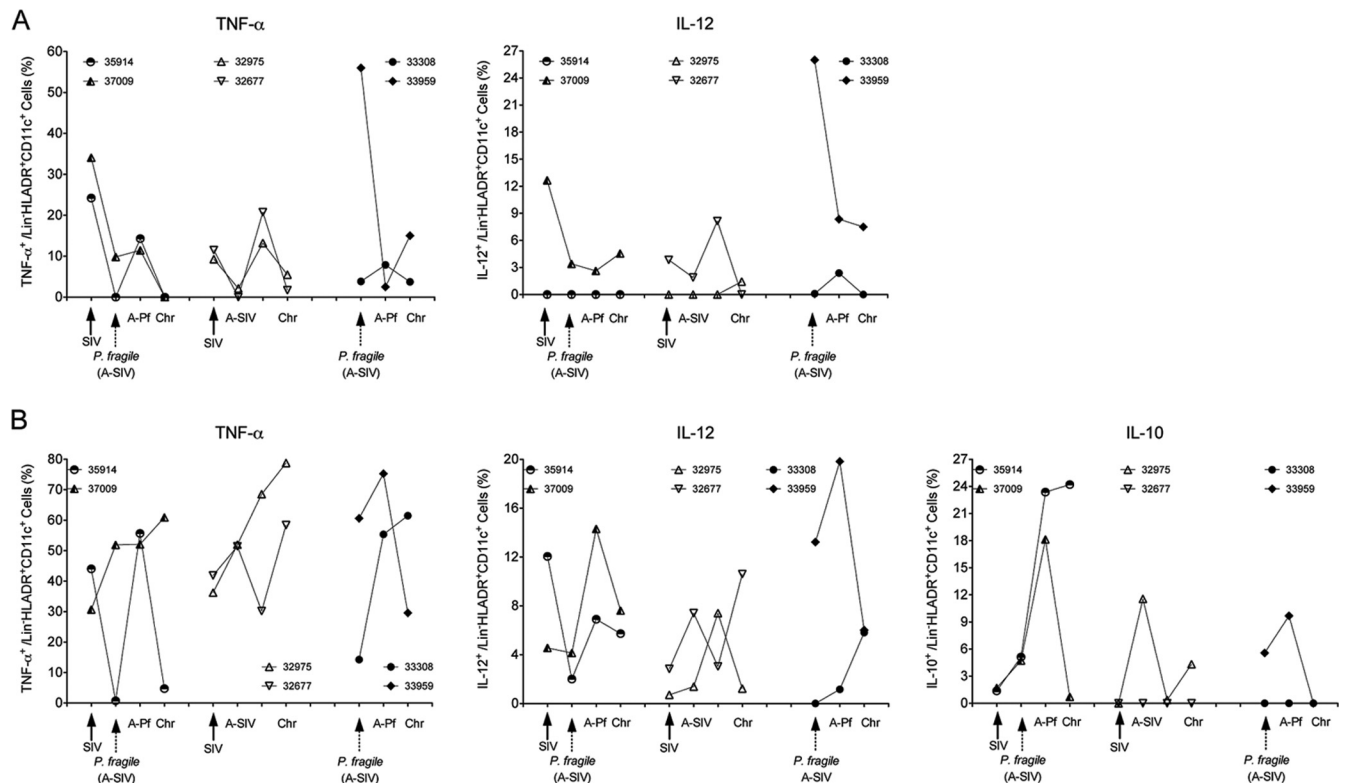 A
TNF-α
TNF-α⁺ /Lin⁻HLADR⁺CD11c⁺ Cells (%)
60
50
40
30
20
10
0
35914
37009
32975
32677
33308
33959
A-Pf Chr A-SIV Chr A-Pf Chr
SIV
P. fragile
(A-SIV)
SIV
P. fragile
(A-SIV)
IL-12
IL-12⁺ /Lin⁻HLADR⁺CD11c⁺ Cells (%)
27
24
21
18
15
12
9
6
3
0
35914
37009
32975
32677
33308
33959
A-Pf Chr A-SIV Chr A-Pf Chr
SIV
P. fragile
(A-SIV)
SIV
P. fragile
(A-SIV)
B
TNF-α
TNF-α⁺ /Lin⁻HLADR⁺CD11c⁺ Cells (%)
80
70
60
50
40
30
20
10
0
35914
37009
32975
32677
33308
33959
A-Pf Chr A-SIV Chr A-Pf Chr
SIV
P. fragile
(A-SIV)
SIV
P. fragile
(A-SIV)
IL-12
IL-12⁺ /Lin⁻HLADR⁺CD11c⁺ Cells (%)
20
16
12
8
4
0
35914
37009
32975
32677
33308
33959
A-Pf Chr A-SIV Chr A-Pf Chr
SIV
P. fragile
(A-SIV)
SIV
P. fragile
A-SIV
IL-10
IL-10⁺ /Lin⁻HLADR⁺CD11c⁺ Cells (%)
27
24
21
18
15
12
9
6
3
0
35914
37009
32975
32677
33308
33959
A-Pf Chr A-SIV Chr A-Pf Chr
SIV
P. fragile
(A-SIV)
SIV
P. fragile
(A-SIV)